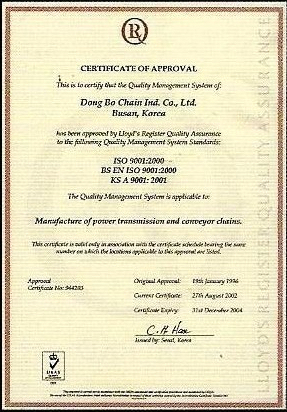 R
CERTIFICATE OF APPROVAL
This is to certify that the Quality Management System of:
Dong Bo Chain Ind. Co., Ltd.
Busan, Korea
has been approved by Lloyd's Register Quality Assurance
to the following Quality Management System Standards:
ISO 9001:2000
BS EN ISO 9001:2000
KS A 9001: 2001
The Quality Management System is applicable to:
Manufacture of power transmission and conveyor chains.
This certificate is valid only in association with the certificate schedule bearing the same
number on which the locations applicable to this approval are listed.
Approval
Certificate No: 944285
Original Approval: 19th January 1996
Current Certificate: 27th August 2002
Certificate Expiry: 31st December 2004
Issued by: Seoul, Korea
UKAS
LLOYD'S REGISTER QUALITY ASSURANCE